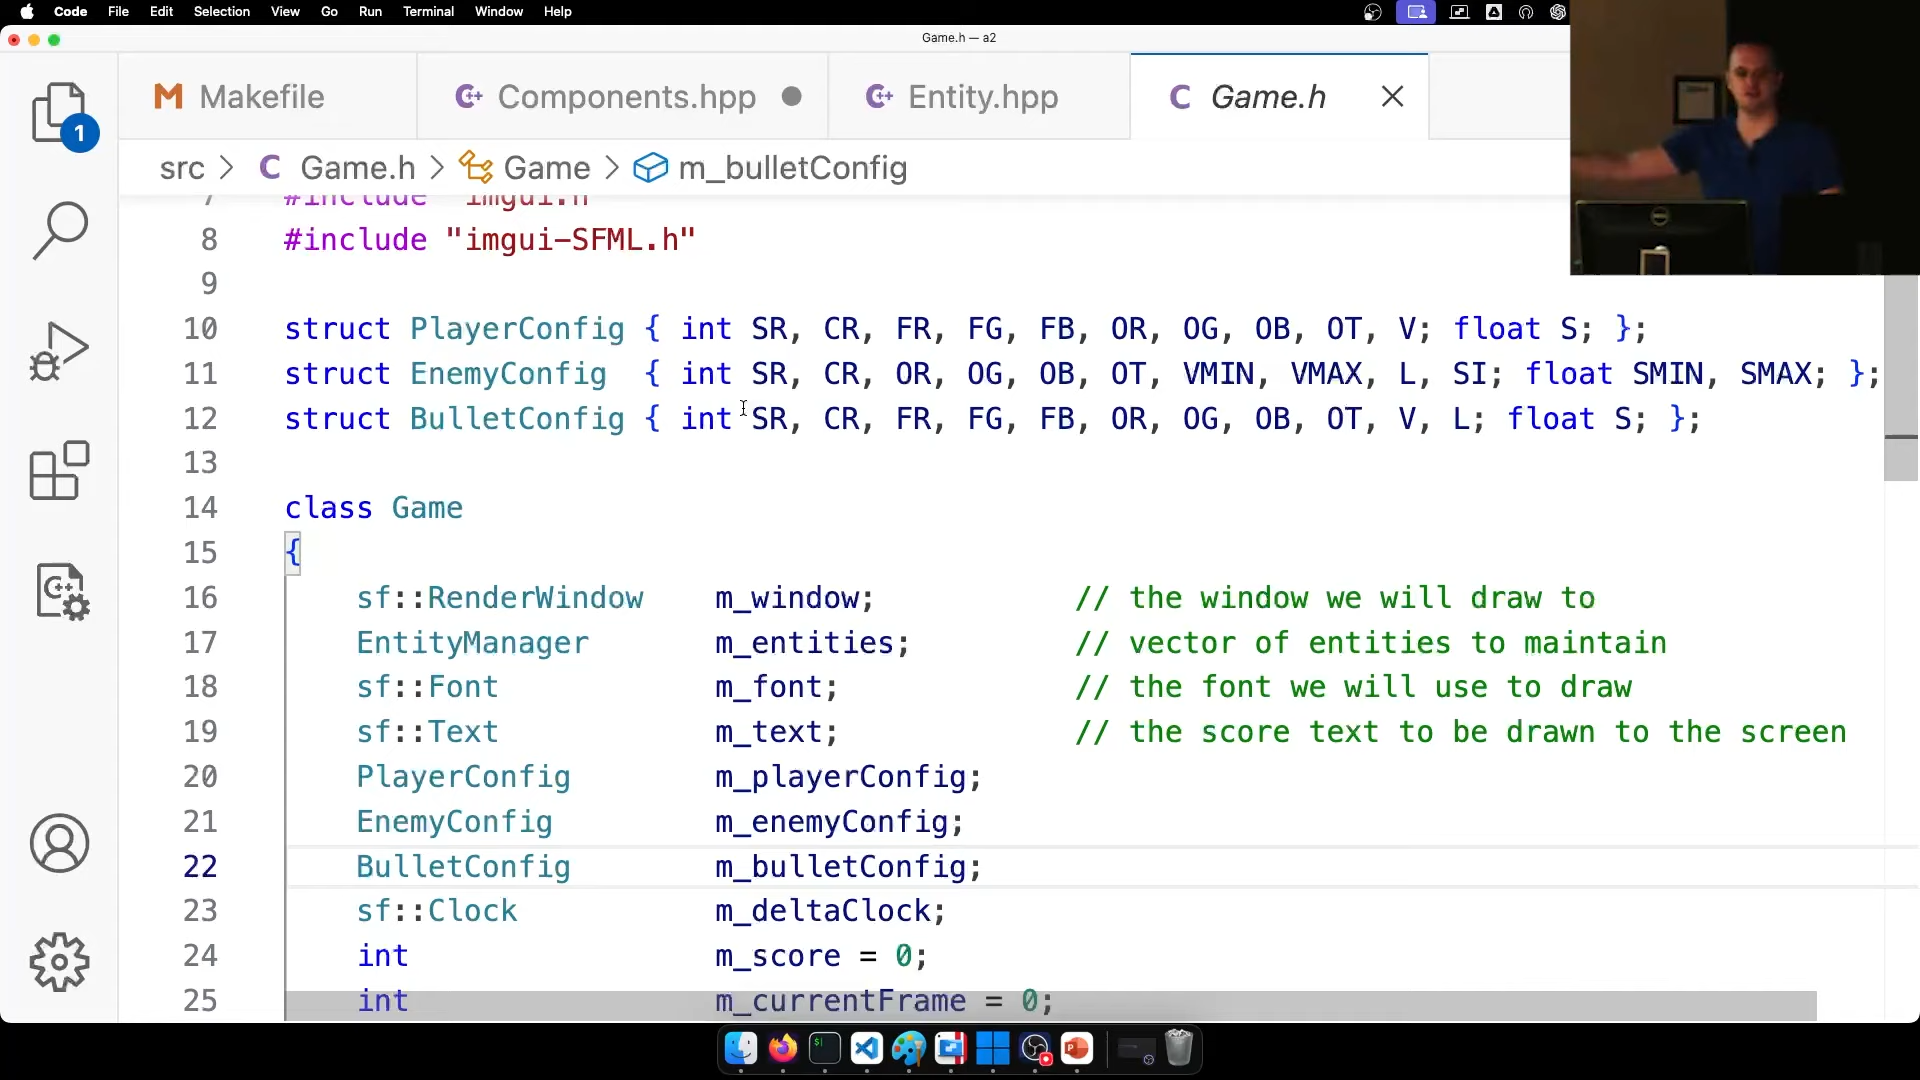 Code File Edit Selection View Go Run Terminal Window Help
Game.h — a2
Makefile Components.hpp Entity.hpp Game.h
src > Game.h > Game > m_bulletConfig
1
7 #include "imgui.h"
8 #include "imgui-SFML.h"
9
10 struct PlayerConfig { int SR, CR, FR, FG, FB, OR, OG, OB, OT, V; float S; };
11 struct EnemyConfig { int SR, CR, OR, OG, OB, OT, VMIN, VMAX, L, SI; float SMIN, SMAX; };
12 struct BulletConfig { int SR, CR, FR, FG, FB, OR, OG, OB, OT, V, L; float S; };
13
14 class Game
15 {
16 sf::RenderWindow m_window; // the window we will draw to
17 EntityManager m_entities; // vector of entities to maintain
18 sf::Font m_font; // the font we will use to draw
19 sf::Text m_text; // the score text to be drawn to the screen
20 PlayerConfig m_playerConfig;
21 EnemyConfig m_enemyConfig;
22 BulletConfig m_bulletConfig;
23 sf::Clock m_deltaClock;
24 int m_score = 0;
25 int m_currentFrame = 0;